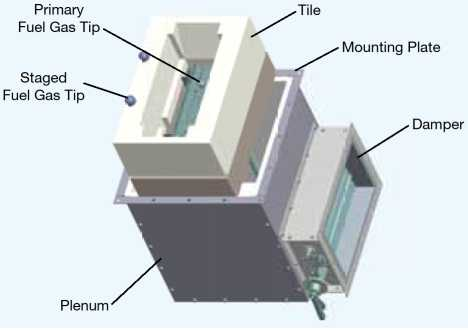 Primary
Fuel Gas Tip
Tile
Mounting Plate
Staged
Fuel Gas Tip
Damper
Plenum